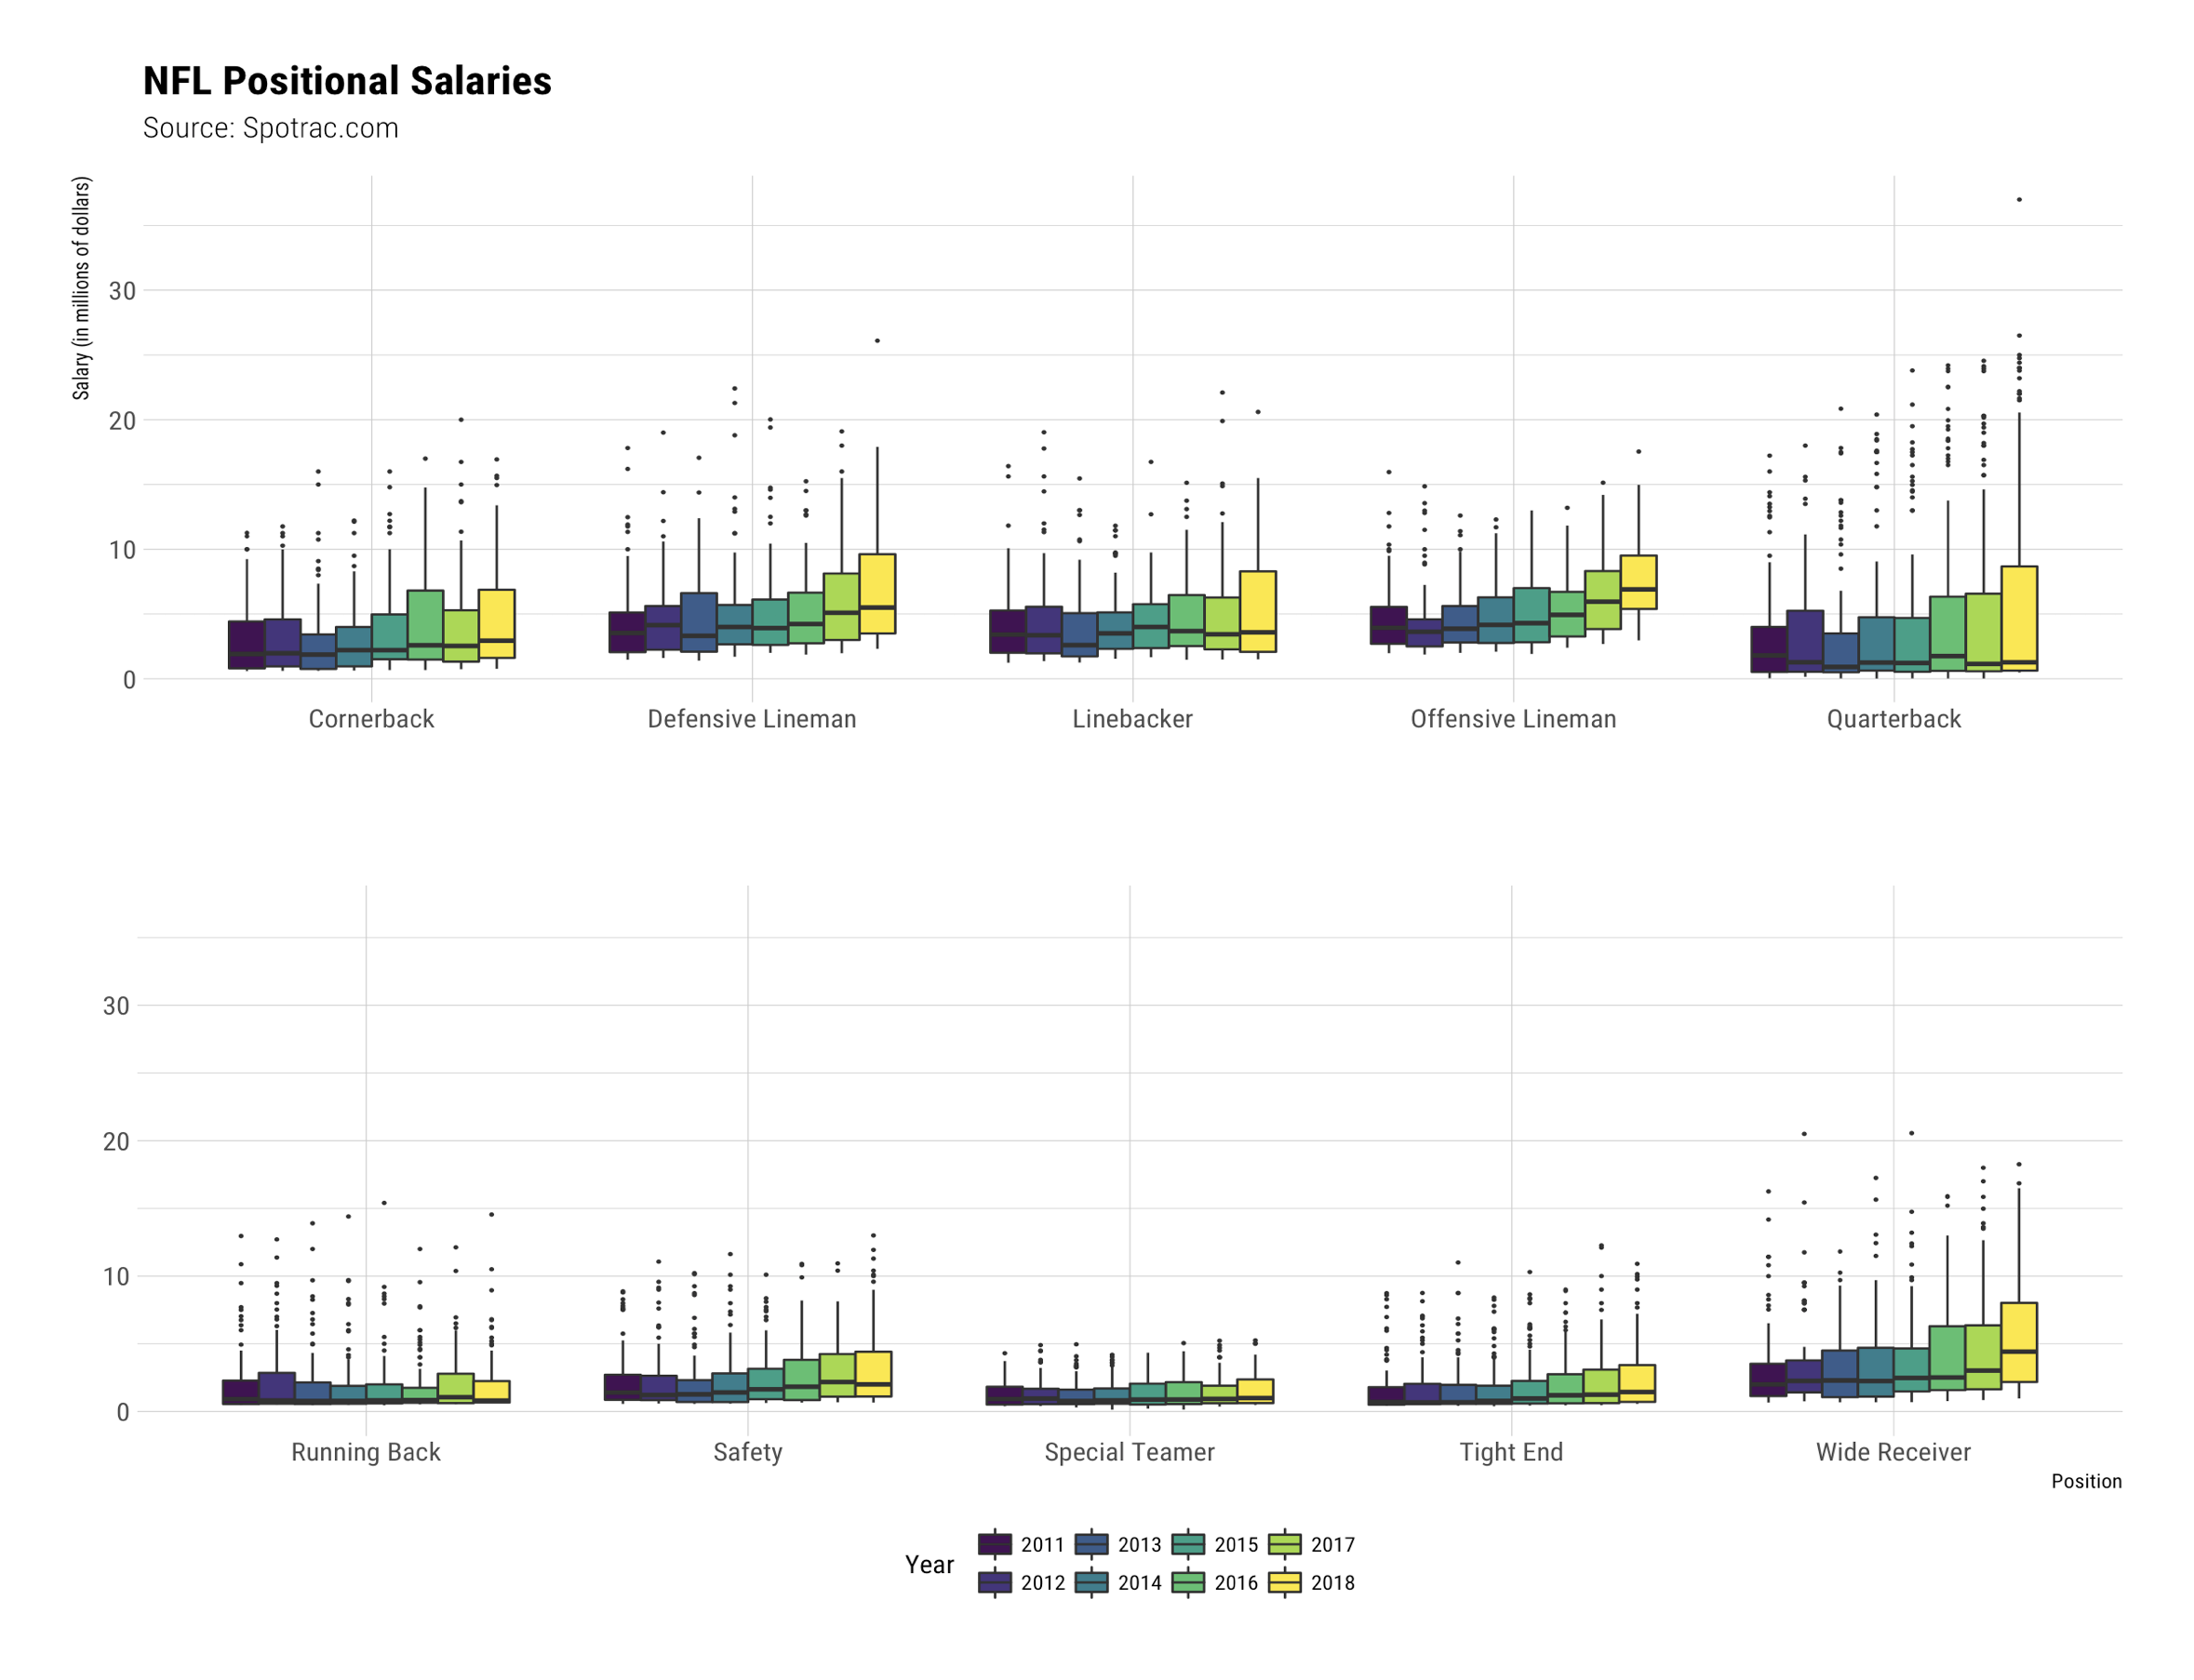 NFL Positional Salaries
Source: Spotrac.com
Salary (in millions of dollars)
30
20
10
0
Cornerback Defensive Lineman Linebacker Offensive Lineman Quarterback
30
20
10
0
Running Back Safety Special Teamer Tight End Wide Receiver
Position
Year
2011 2013 2015 2017
2012 2014 2016 2018